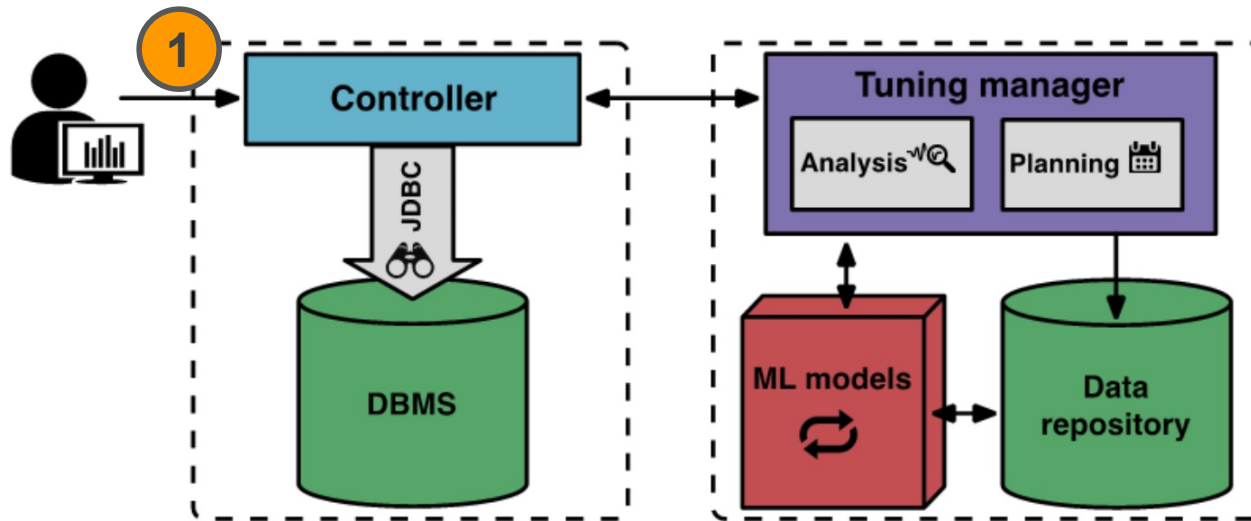 1
Controller
Tuning manager
Analysis
Planning
JDBC
DBMS
ML models
Data
repository